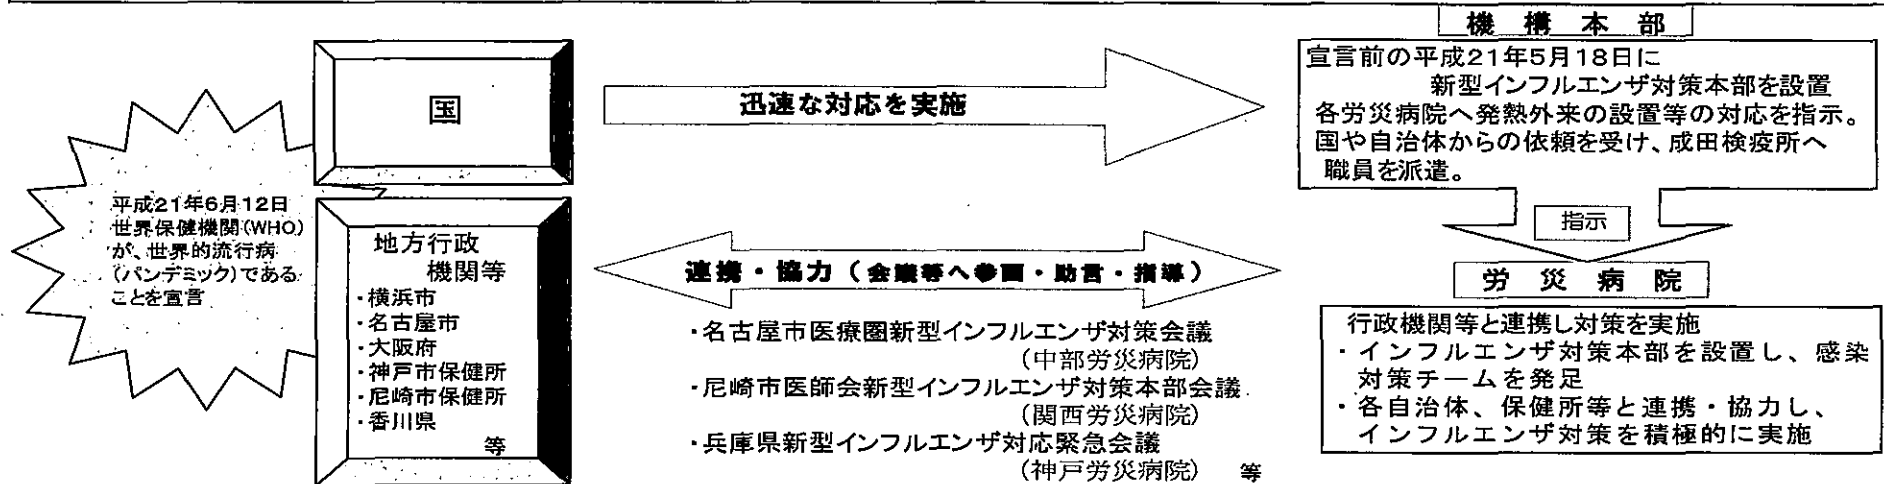 機構本部
宣言前の平成21年5月18日に
新型インフルエンザ対策本部を設置
各労災病院へ発熱外来の設置等の対応を指示。
国や自治体からの依頼を受け、成田検疫所へ
職員を派遣。
国
迅速な対応を実施
指示
平成21年6月12日
世界保健機関(WHO)
が、世界的流行病
(パンデミック)である
ことを宣言
地方行政
機関等
・横浜市
・名古屋市
・大阪府
・神戸市保健所
・尼崎市保健所
・香川県
等
連携・協力(会議等へ参画・助言・指導)
・名古屋市医療圏新型インフルエンザ対策会議
(中部労災病院)
・尼崎市医師会新型インフルエンザ対策本部会議
(関西労災病院)
・兵庫県新型インフルエンザ対応緊急会議
(神戸労災病院) 等
労災病院
行政機関等と連携し対策を実施
・インフルエンザ対策本部を設置し、感染
対策チームを発足
・各自治体、保健所等と連携・協力し、
インフルエンザ対策を積極的に実施